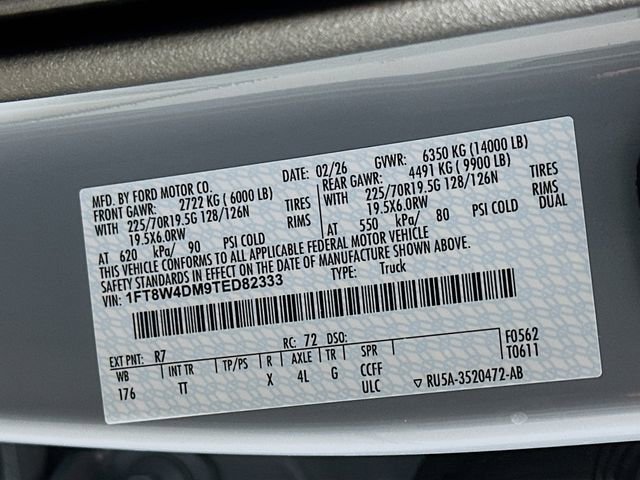 MFD. BY FORD MOTOR CO.
DATE: 02/26 GVWR: 6350 KG (14000 LB)
FRONT GAWR: 2722 KG ( 6000 LB) REAR GAWR: 4491 KG ( 9900 LB)
WITH 225/70R19.5G 128/126N TIRES WITH 225/70R19.5G 128/126N TIRES
19.5X6.0RW RIMS 19.5X6.0RW RIMS
AT 620 kPa/ 90 PSI COLD AT 550 kPa/ 80 PSI COLD DUAL
THIS VEHICLE CONFORMS TO ALL APPLICABLE FEDERAL MOTOR VEHICLE
SAFETY STANDARDS IN EFFECT ON THE DATE OF MANUFACTURE SHOWN ABOVE.
VIN: 1FT8W4DM9TED82333 TYPE: Truck
EXT PNT: R7 RC: 72 DSO: F0562
WB INT TR TP/PS R AXLE TR SPR T0611
176 TT X 4L G CCFF
ULC ▽ RU5A-3520472-AB